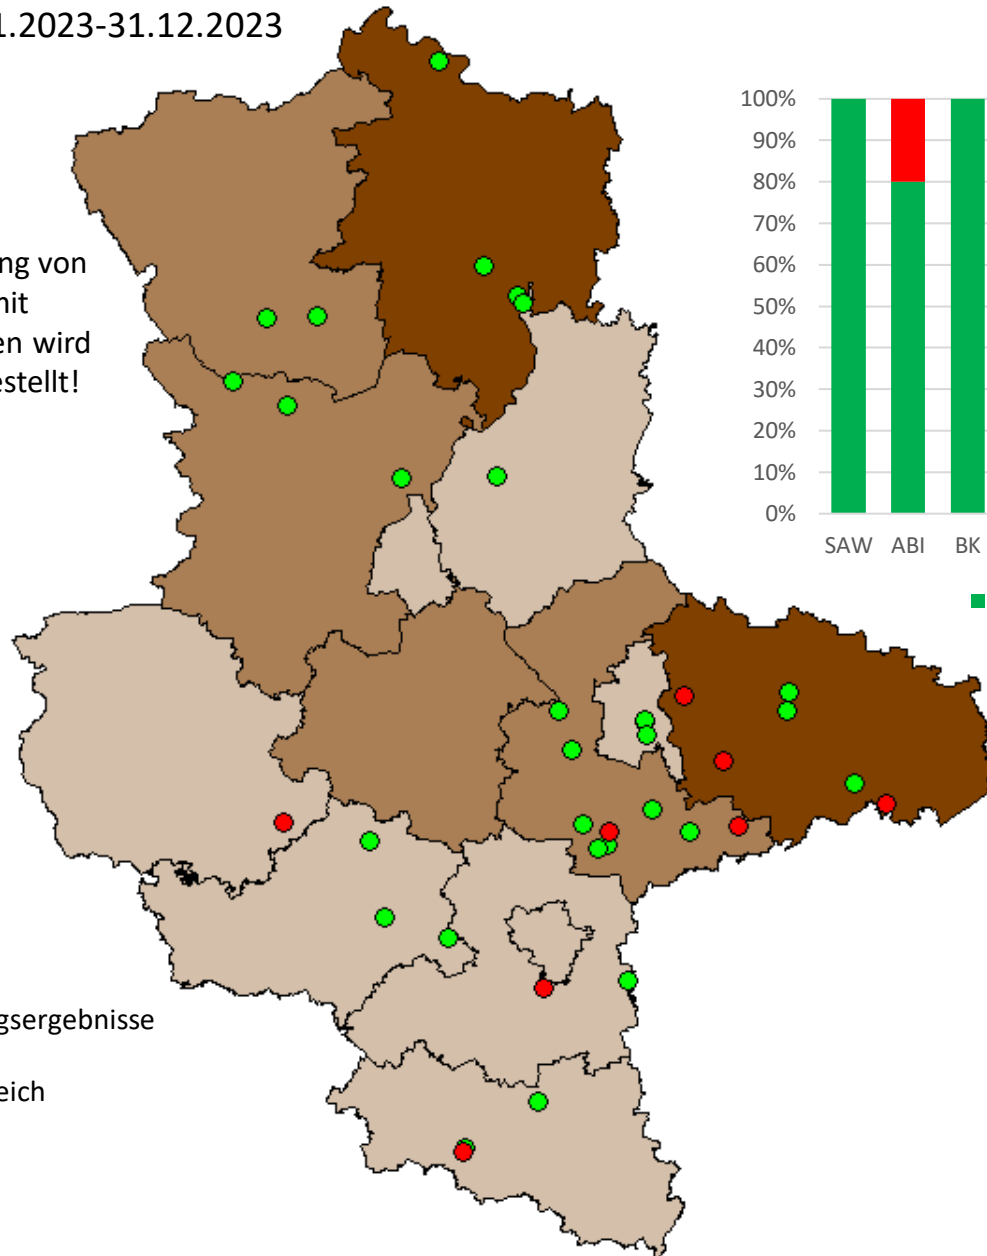 1.2023-31.12.2023
ng von
mit
en wird
estellt!
100%
90%
80%
70%
60%
50%
40%
30%
20%
10%
0%
SAW ABI BK
gsergebnisse
eich